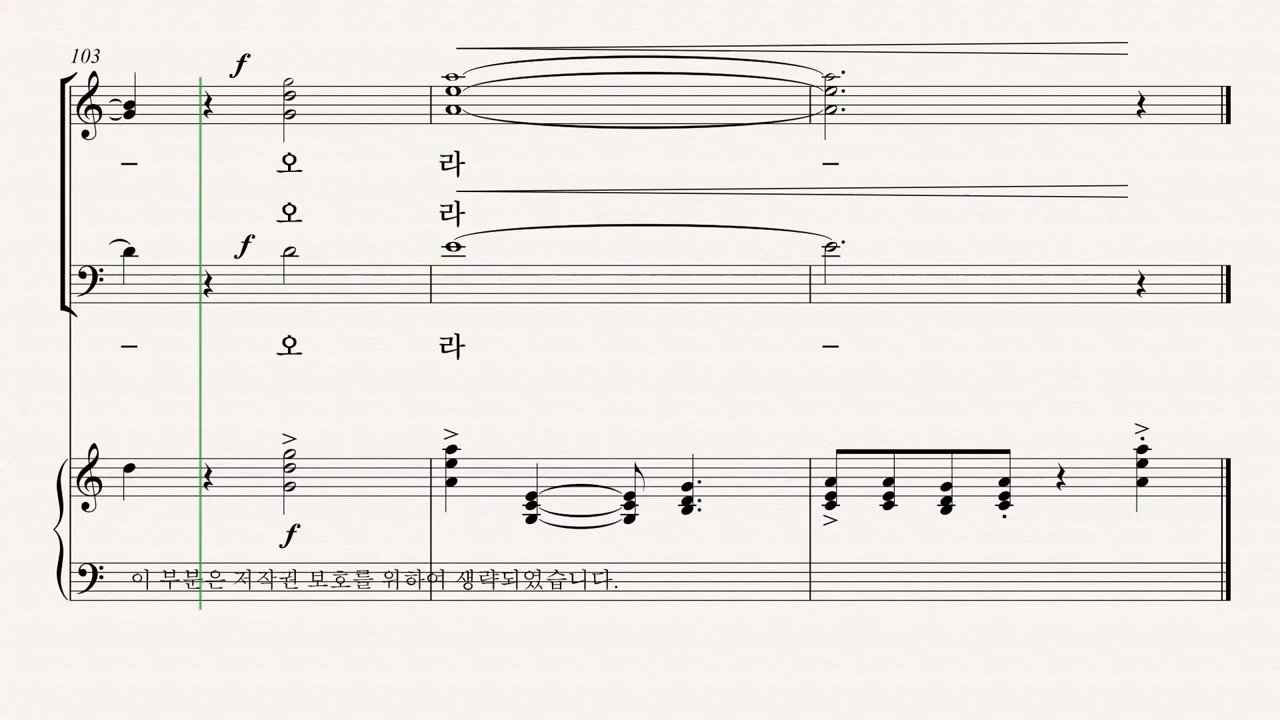 103
f
– 오 라 –
오 라
f
– 오 라 –
f
이 부분은 저작권 보호를 위하여 생략되었습니다.